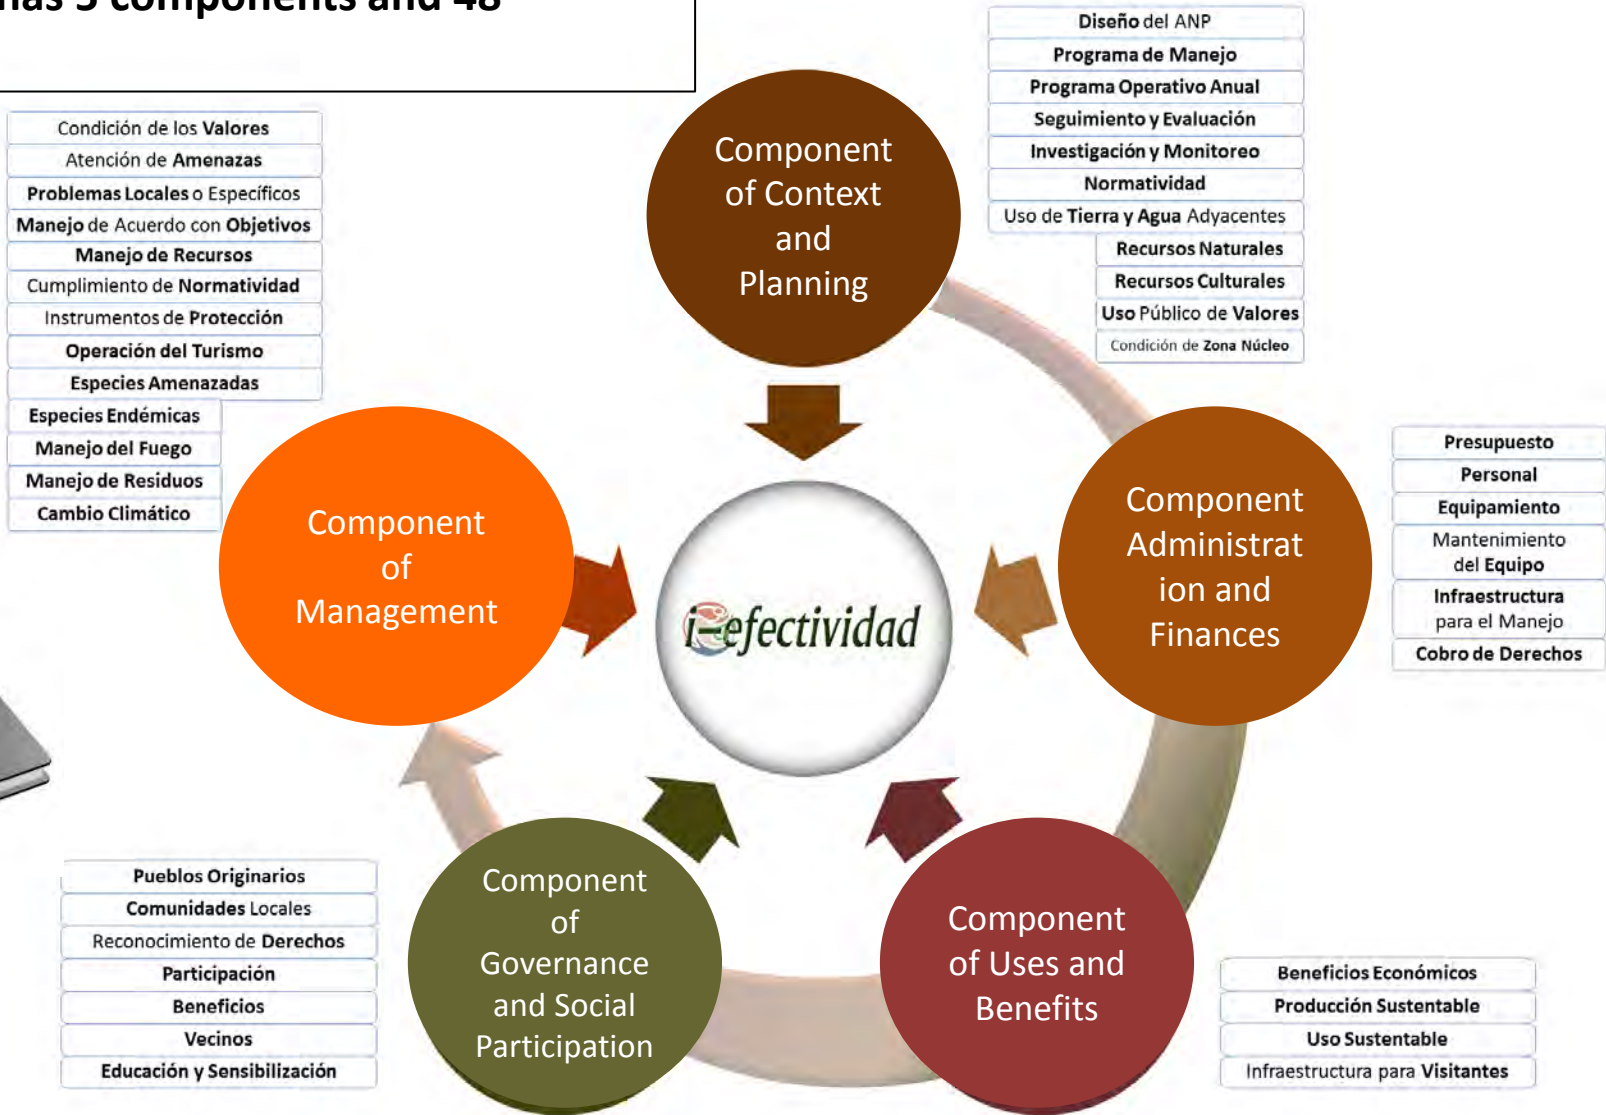 has 5 components and 48
Diseño del ANP
Programa de Manejo
Programa Operativo Anual
Seguimiento y Evaluación
Investigación y Monitoreo
Normatividad
Uso de Tierra y Agua Adyacentes
Recursos Naturales
Recursos Culturales
Uso Público de Valores
Condición de Zona Núcleo
Condición de los Valores
Atención de Amenazas
Problemas Locales o Específicos
Manejo de Acuerdo con Objetivos
Manejo de Recursos
Cumplimiento de Normatividad
Instrumentos de Protección
Operación del Turismo
Especies Amenazadas
Especies Endémicas
Manejo del Fuego
Manejo de Residuos
Cambio Climático
Component
of Context
and
Planning
Component
of
Management
i-efectividad
Component
Administrat
ion and
Finances
Presupuesto
Personal
Equipamiento
Mantenimiento
del Equipo
Infraestructura
para el Manejo
Cobro de Derechos
Pueblos Originarios
Comunidades Locales
Reconocimiento de Derechos
Participación
Beneficios
Vecinos
Educación y Sensibilización
Component
of
Governance
and Social
Participation
Component
of Uses and
Benefits
Beneficios Económicos
Producción Sustentable
Uso Sustentable
Infraestructura para Visitantes